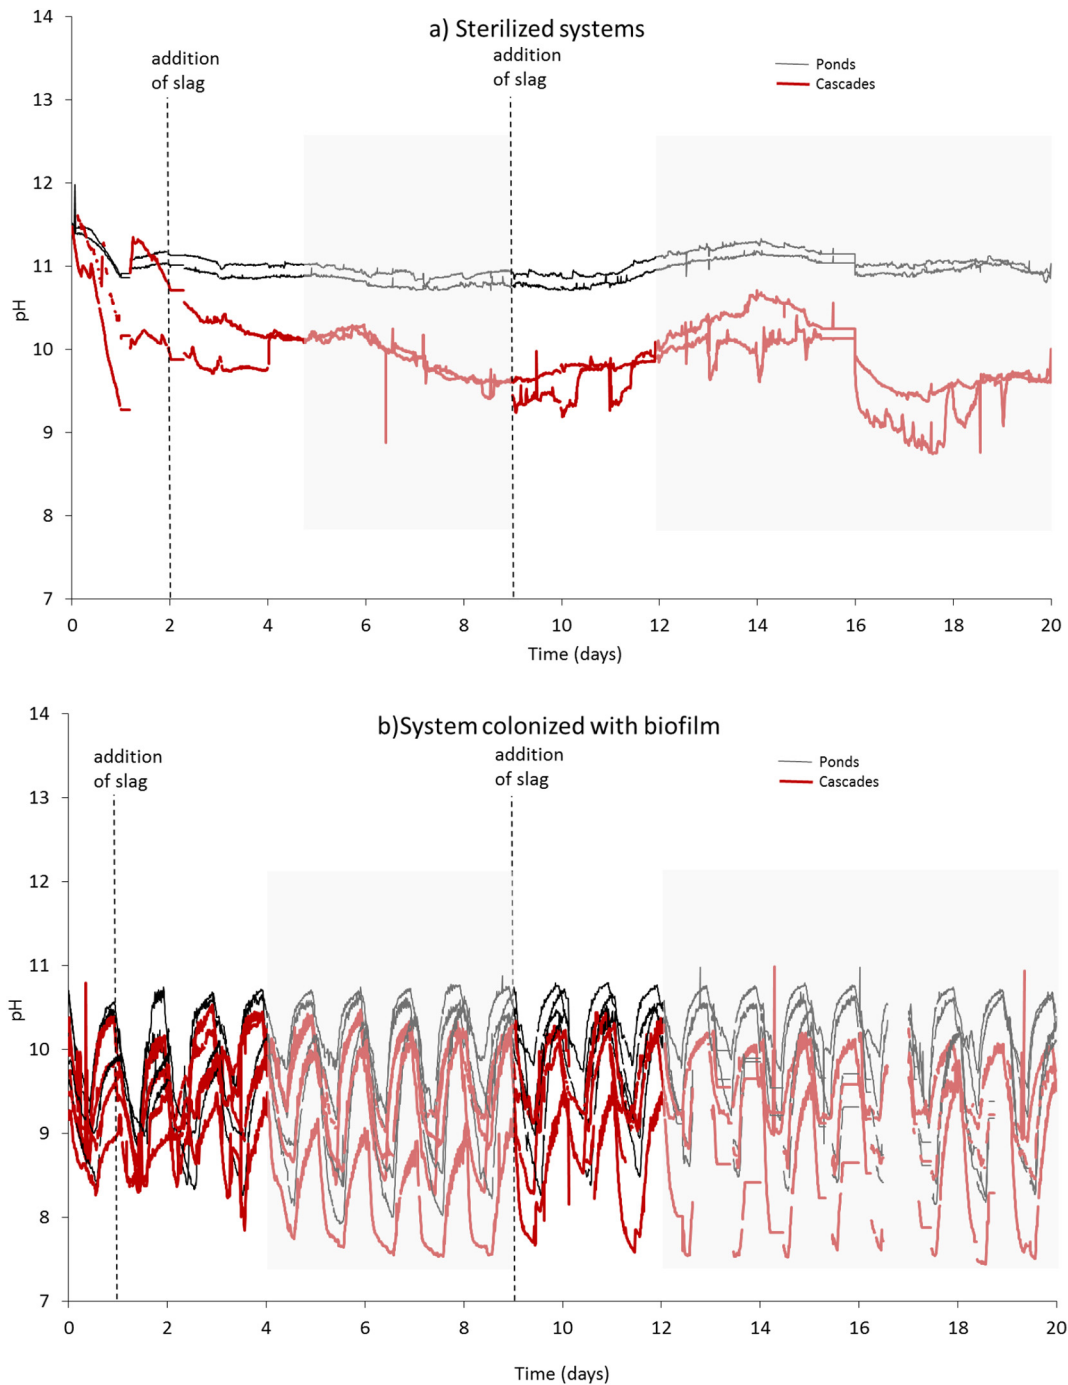 a) Sterilized systems
addition
of slag
addition
of slag
Ponds
Cascades
14
13
12
11
10
9
8
7
pH
0 2 4 6 8 10 12 14 16 18 20
Time (days)
b)System colonized with biofilm
addition
of slag
addition
of slag
Ponds
Cascades
14
13
12
11
10
9
8
7
pH
0 2 4 6 8 10 12 14 16 18 20
Time (days)